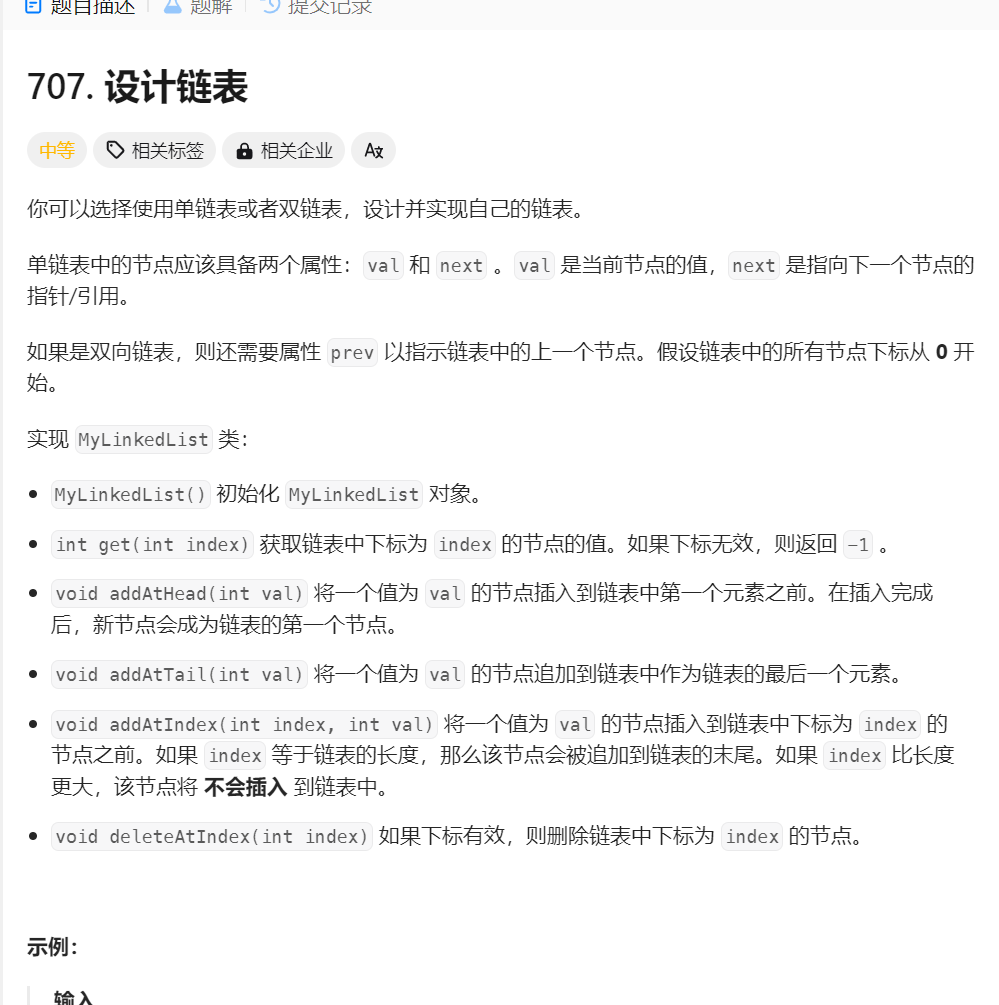 题目描述 题解 提交记录
707. 设计链表
中等 相关标签 相关企业 Ax
你可以选择使用单链表或者双链表，设计并实现自己的链表。
单链表中的节点应该具备两个属性：val 和 next 。val 是当前节点的值，next 是指向下一个节点的
指针/引用。
如果是双向链表，则还需要属性 prev 以指示链表中的上一个节点。假设链表中的所有节点下标从 0 开
始。
实现 MyLinkedList 类：
MyLinkedList() 初始化 MyLinkedList 对象。
int get(int index) 获取链表中下标为 index 的节点的值。如果下标无效，则返回 -1 。
void addAtHead(int val) 将一个值为 val 的节点插入到链表中第一个元素之前。在插入完成
后，新节点会成为链表的第一个节点。
void addAtTail(int val) 将一个值为 val 的节点追加到链表中作为链表的最后一个元素。
void addAtIndex(int index, int val) 将一个值为 val 的节点插入到链表中下标为 index 的
节点之前。如果 index 等于链表的长度，那么该节点会被追加到链表的末尾。如果 index 比长度
更大，该节点将 不会插入 到链表中。
void deleteAtIndex(int index) 如果下标有效，则删除链表中下标为 index 的节点。
示例：
输入